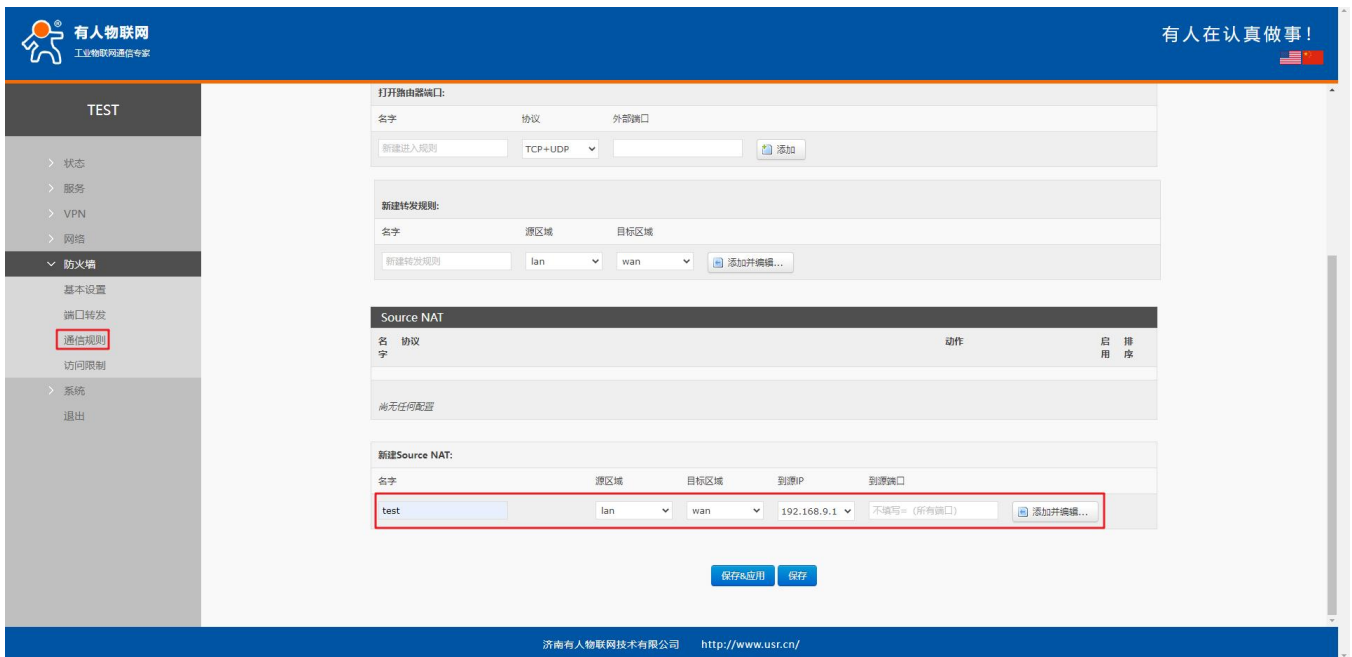 有人物联网
工业物联网通信专家
有人在认真做事!
TEST
状态
服务
VPN
网络
防火墙
基本设置
端口转发
通信规则
访问限制
系统
退出
打开路由器端口:
名字 协议 外部端口
新建进入规则 TCP+UDP 添加
新建转发规则:
名字 源区域 目标区域
新建转发规则 lan wan 添加并编辑...
Source NAT
名字 协议 动作 启用 排序
尚无任何配置
新建Source NAT:
名字 源区域 目标区域 到源IP 到源端口
test lan wan 192.168.9.1 不填写=（所有端口） 添加并编辑...
保存&应用 保存
济南有人物联网技术有限公司 http://www.usr.cn/